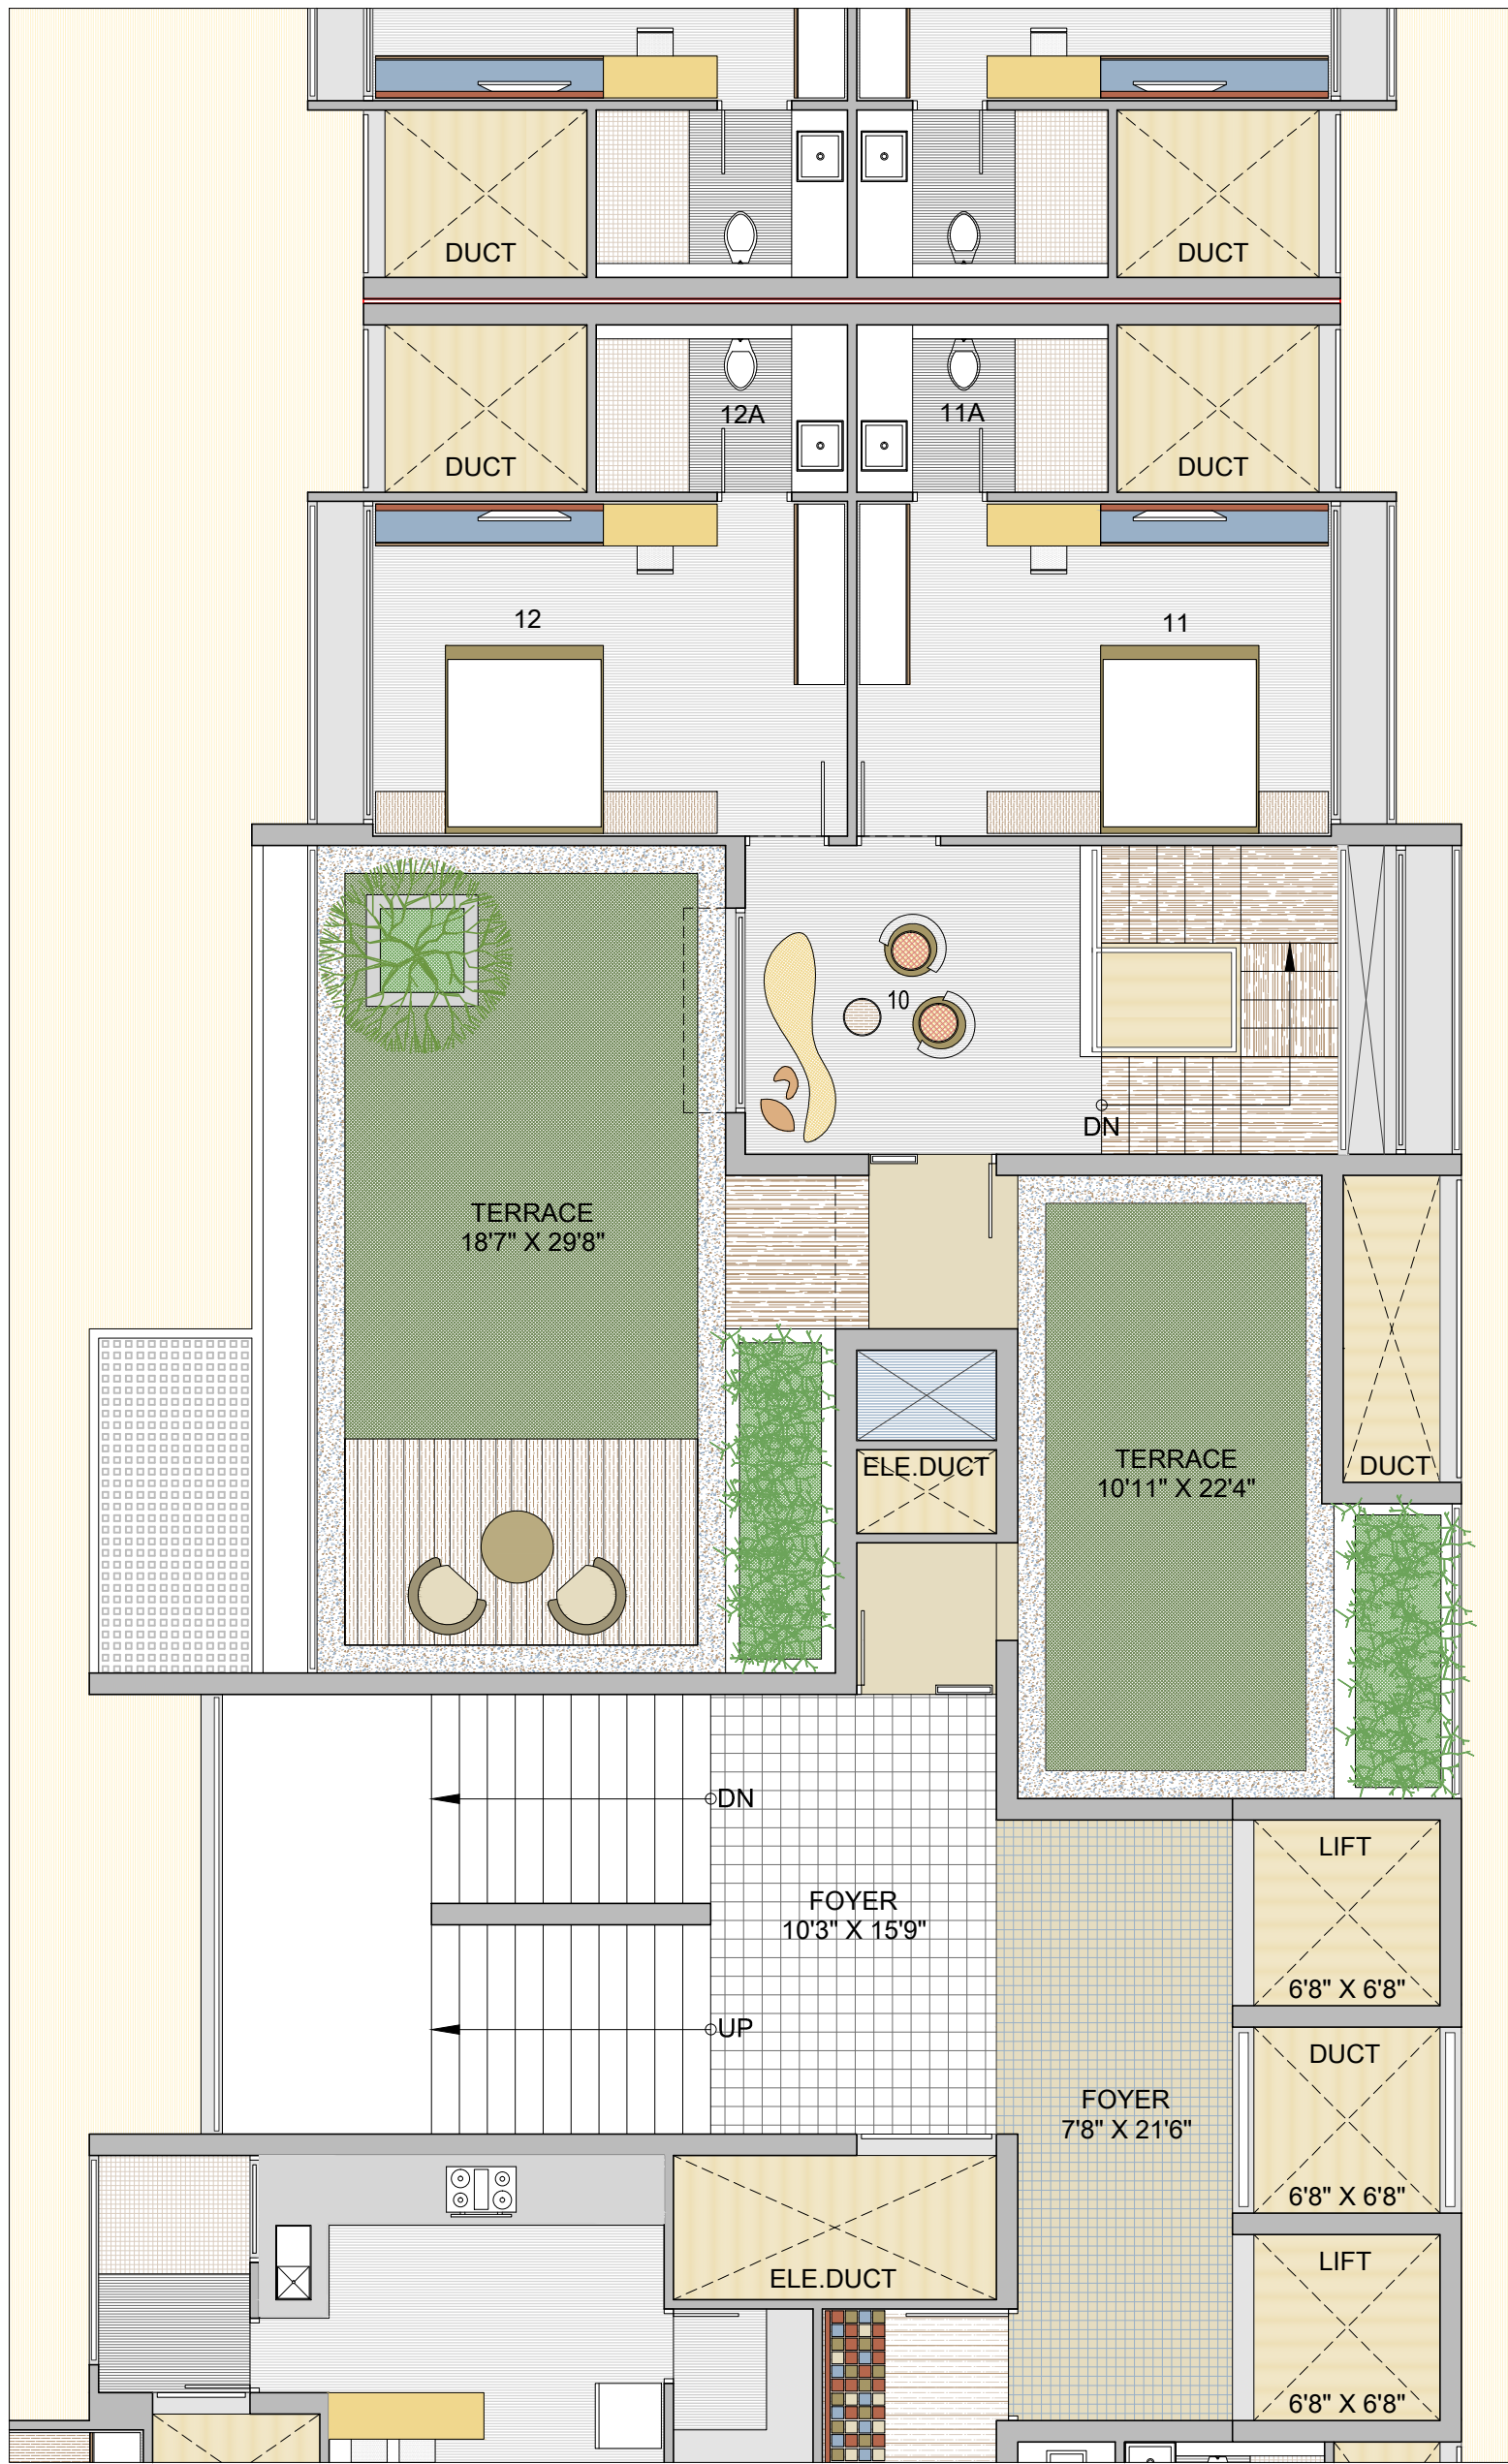 DUCT
DUCT
12A
11A
DUCT
DUCT
12
11
10
DN
TERRACE
18'7" X 29'8"
TERRACE
10'11" X 22'4"
ELE.DUCT
DUCT
DN
LIFT
6'8" X 6'8"
FOYER
10'3" X 15'9"
UP
DUCT
6'8" X 6'8"
FOYER
7'8" X 21'6"
LIFT
6'8" X 6'8"
ELE.DUCT